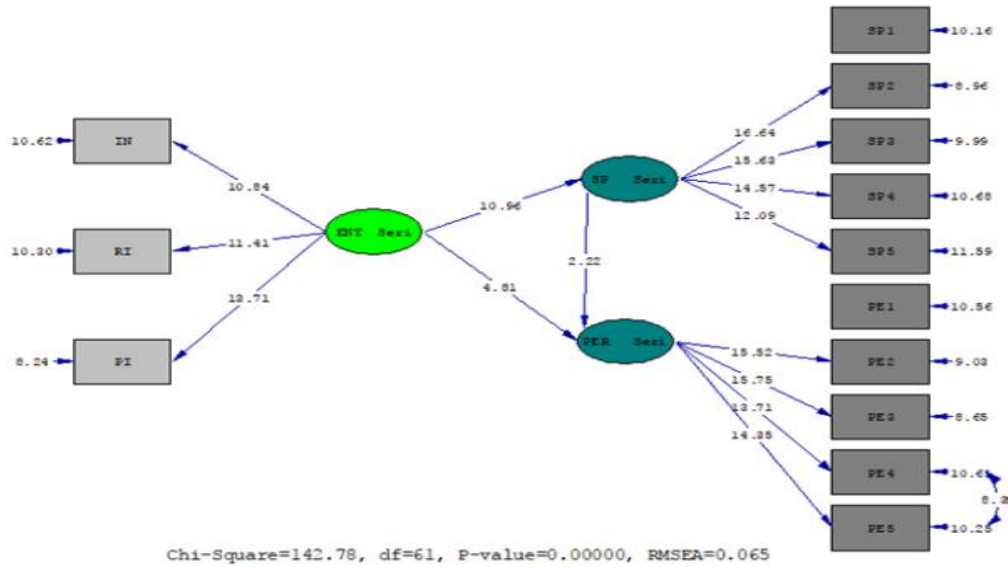 SP1 10.16
SP2 8.96
16.64
10.62 IN
SP3 9.99
15.63
10.84
SP Seri
14.57 SP4 10.68
10.96
12.09
ENT Seri
10.30 RI 11.41
SP5 11.59
2.22
4.81
13.71
PE1 10.56
PER Seri
15.52 PE2 9.03
8.24 PI
15.75
13.71 PE3 8.65
14.35
PE4
PE5 10.25
Chi-Square=142.78, df=61, P-value=0.00000, RMSEA=0.065